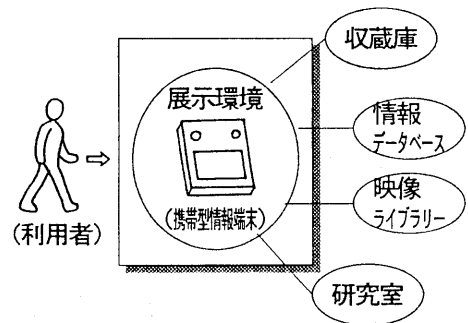 収蔵庫
展示環境
情報
データベース
映像
ライブラリー
(携帯型情報端末)
(利用者)
研究室